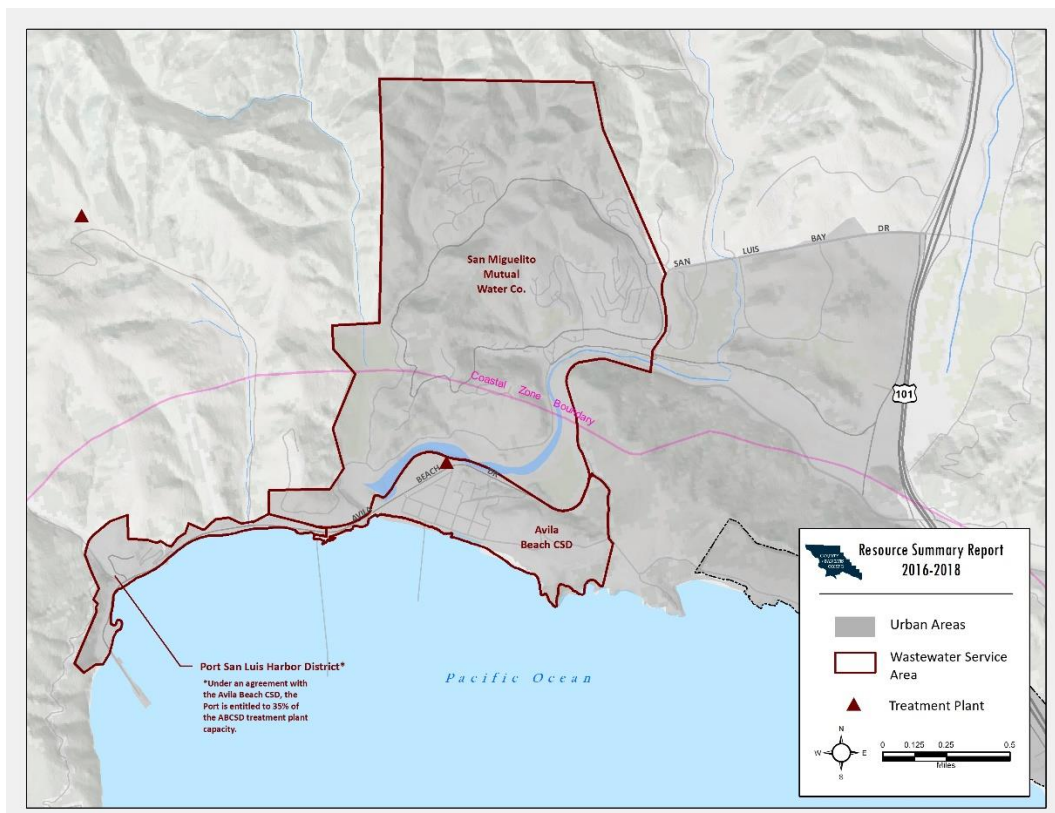 SAN LUIS BAY DR
San Miguelito
Mutual
Water Co.
Coastal Zone Boundary
101
AVILA BEACH DR
Avila
Beach CSD
Port San Luis Harbor District*
*Under an agreement with
the Avila Beach CSD, the
Port is entitled to 35% of
the ABCSD treatment plant
capacity.
Pacific Ocean
COUNTY
Resource Summary Report
2016-2018
Urban Areas
Wastewater Service
Area
Treatment Plant
N
W E
S
0 0.125 0.25 0.5
Miles